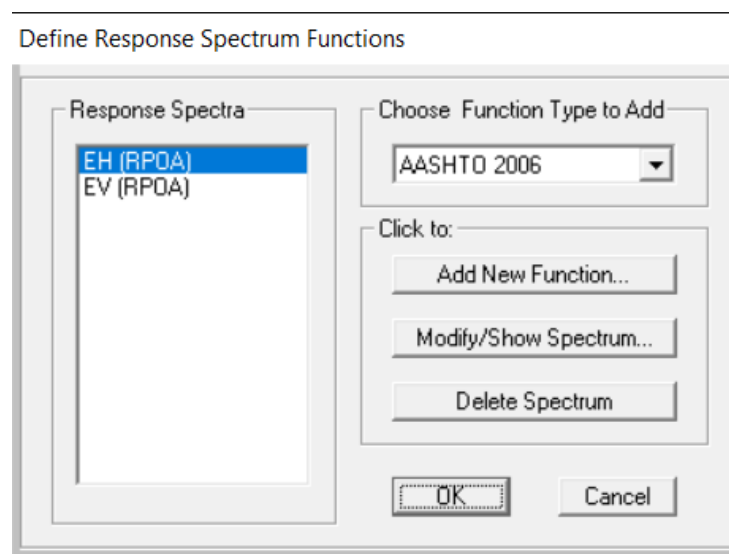 Define Response Spectrum Functions
Response Spectra
EH (RPOA)
EV (RPOA)
Choose Function Type to Add
AASHTO 2006
Click to:
Add New Function...
Modify/Show Spectrum...
Delete Spectrum
OK
Cancel